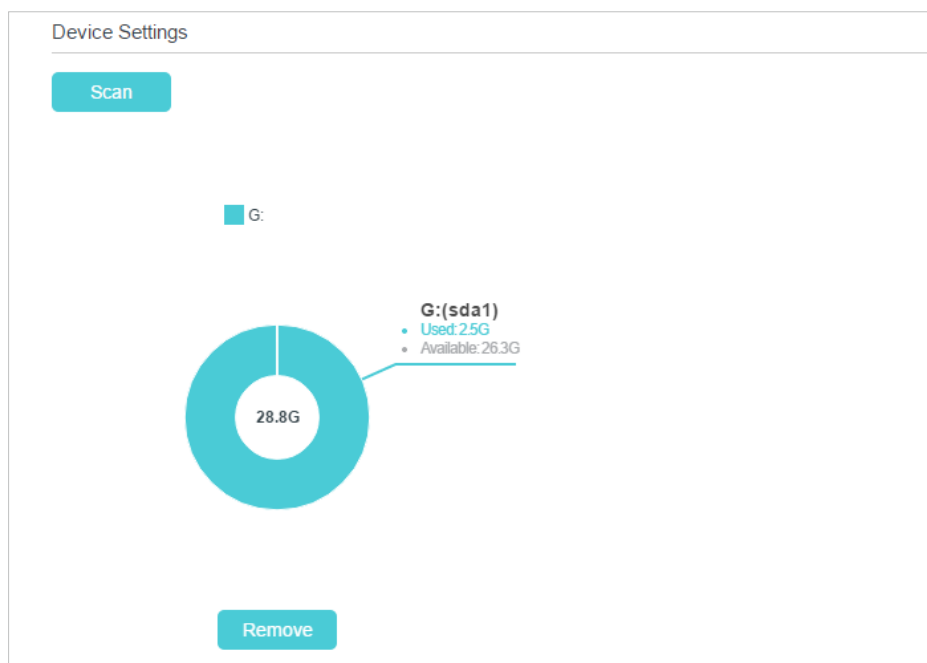 Device Settings
Scan
G:
G:(sda1)
Used:2.5G
Available:26.3G
28.8G
Remove